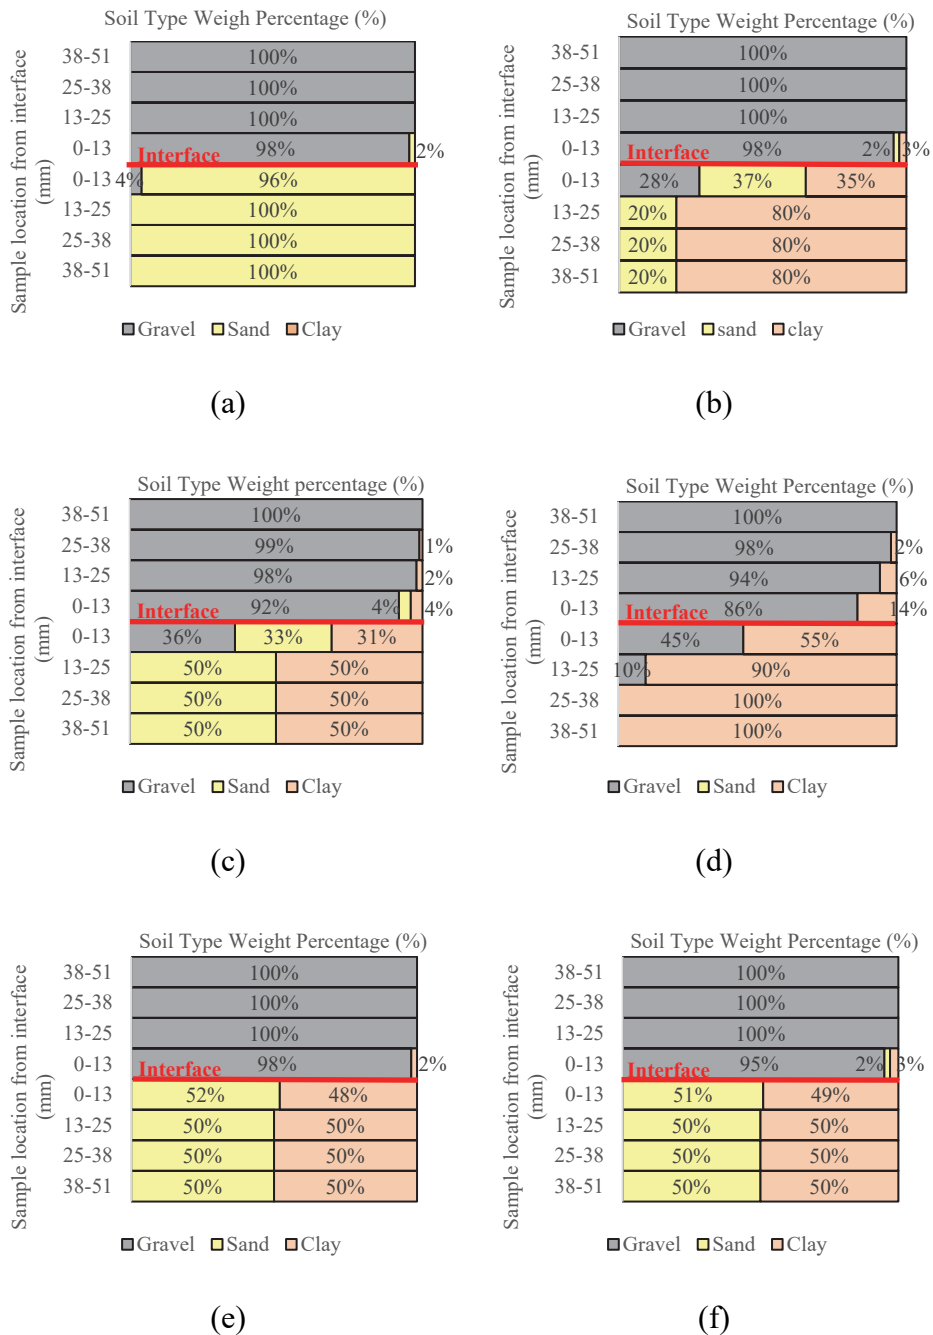 Soil Type Weigh Percentage (%)
Sample location from interface
(mm)
38-51 100%
25-38 100%
13-25 100%
0-13 98% 2%
Interface
0-13 4% 96%
13-25 100%
25-38 100%
38-51 100%
Gravel Sand Clay
(a)
Soil Type Weight Percentage (%)
Sample location from interface
(mm)
38-51 100%
25-38 100%
13-25 100%
0-13 98% 2% 3%
Interface
0-13 28% 37% 35%
13-25 20% 80%
25-38 20% 80%
38-51 20% 80%
Gravel sand clay
(b)
Soil Type Weight percentage (%)
Sample location from interface
(mm)
38-51 100%
25-38 99% 1%
13-25 98% 2%
0-13 92% 4% 4%
Interface
0-13 36% 33% 31%
13-25 50% 50%
25-38 50% 50%
38-51 50% 50%
Gravel Sand Clay
(c)
Soil Type Weight Percentage (%)
Sample location from interface
(mm)
38-51 100%
25-38 98% 2%
13-25 94% 6%
0-13 86% 14%
Interface
0-13 45% 55%
13-25 10% 90%
25-38 100%
38-51 100%
Gravel Sand Clay
(d)
Soil Type Weight Percentage (%)
Sample location from interface
(mm)
38-51 100%
25-38 100%
13-25 100%
0-13 98% 2%
Interface
0-13 52% 48%
13-25 50% 50%
25-38 50% 50%
38-51 50% 50%
Gravel Sand Clay
(e)
Soil Type Weight Percentage (%)
Sample location from interface
(mm)
38-51 100%
25-38 100%
13-25 100%
0-13 95% 2% 3%
Interface
0-13 51% 49%
13-25 50% 50%
25-38 50% 50%
38-51 50% 50%
Gravel Sand Clay
(f)